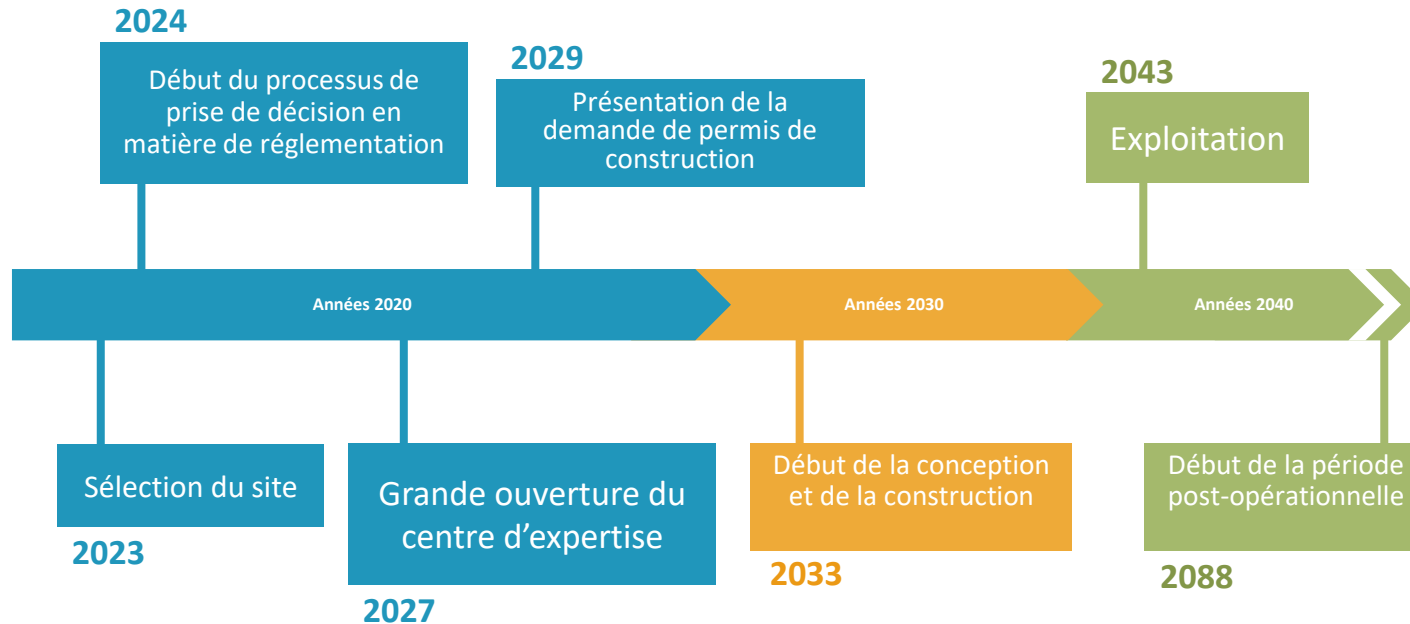 2024
Début du processus de
prise de décision en
matière de réglementation
2029
Présentation de la
demande de permis de
construction
2043
Exploitation
Années 2020
Années 2030
Années 2040
Sélection du site
2023
Grande ouverture du
centre d’expertise
2027
Début de la conception
et de la construction
2033
Début de la période
post-opérationnelle
2088